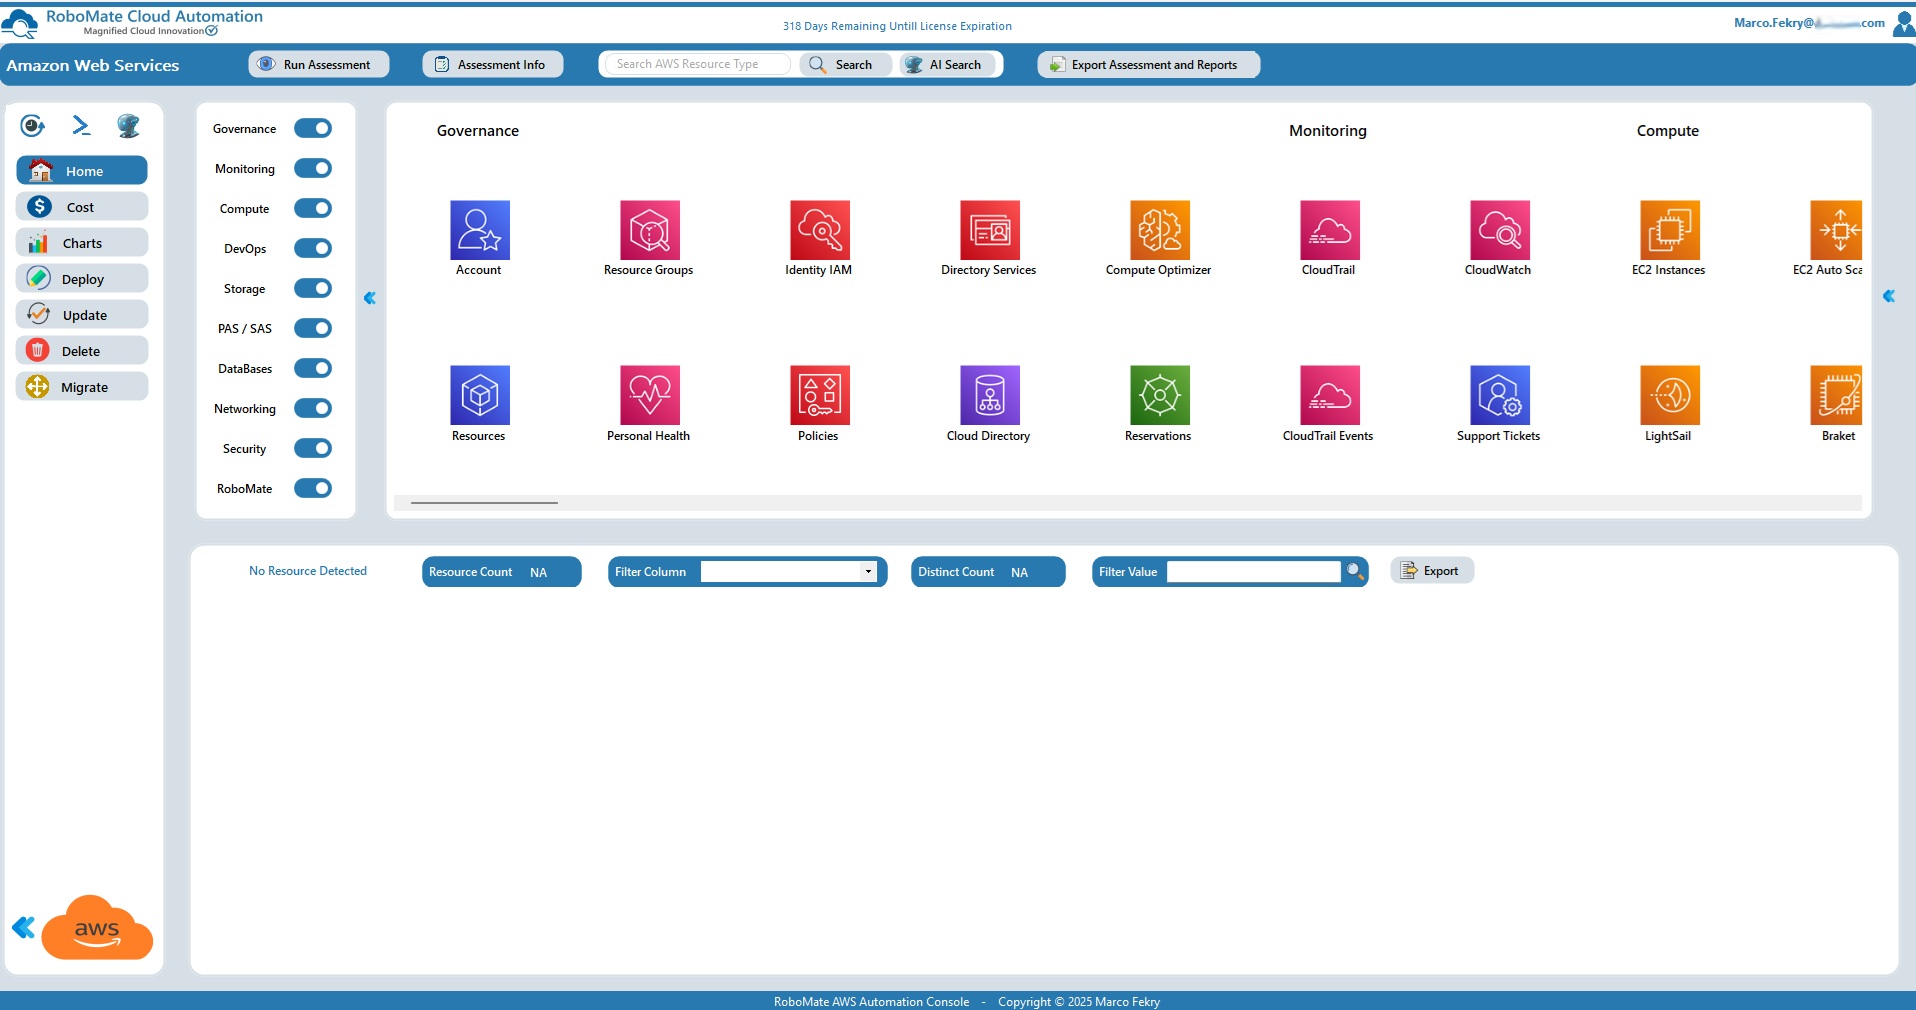 RoboMate Cloud Automation
Magnified Cloud Innovation
318 Days Remaining Untill License Expiration
Marco.Fekry@ .com
Amazon Web Services
Run Assessment
Assessment Info
Search AWS Resource Type
Search
AI Search
Export Assessment and Reports
Home
Cost
Charts
Deploy
Update
Delete
Migrate
aws
Governance
Monitoring
Compute
DevOps
Storage
PAS / SAS
DataBases
Networking
Security
RoboMate
Governance Monitoring Compute
Account Resource Groups Identity IAM Directory Services Compute Optimizer CloudTrail CloudWatch EC2 Instances EC2 Auto Sca
Resources Personal Health Policies Cloud Directory Reservations CloudTrail Events Support Tickets LightSail Braket
No Resource Detected
Resource Count NA
Filter Column
Distinct Count NA
Filter Value
Export
RoboMate AWS Automation Console - Copyright © 2025 Marco Fekry